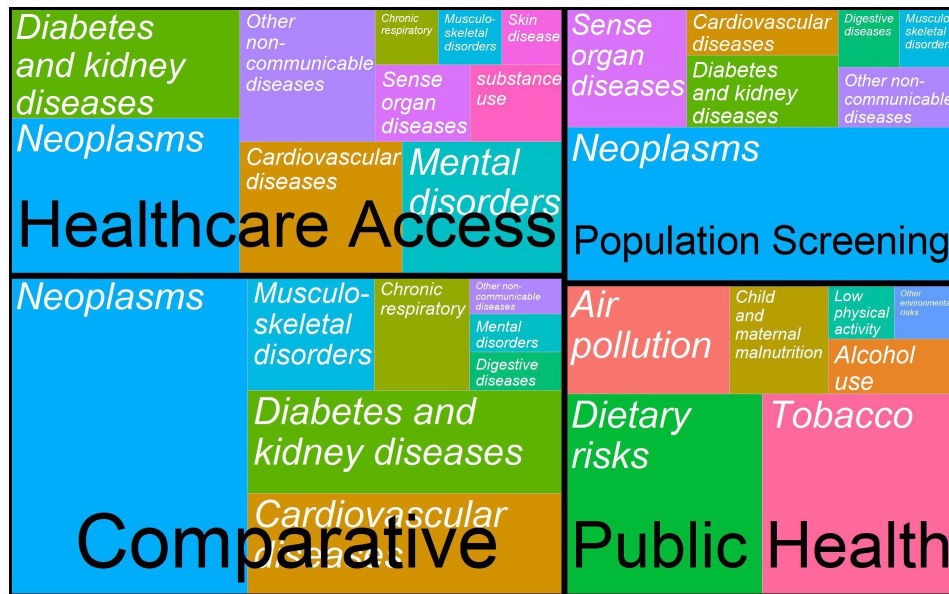 Diabetes
and kidney
diseases
Neoplasms
Other
non-
communicable
diseases
Chronic
respiratory
Musculo-
skeletal
disorders
Skin
disease
Sense
organ
diseases
substance
use
Cardiovascular
diseases
Mental
disorders
Healthcare Access
Sense
organ
diseases
Cardiovascular
diseases
Diabetes
and kidney
diseases
Digestive
diseases
Musculo
skeletal
disorder
Other non-
communicable
diseases
Neoplasms
Population Screening
Neoplasms
Musculo-
skeletal
disorders
Chronic
respiratory
Other non-
communicable
diseases
Mental
disorders
Digestive
diseases
Diabetes and
kidney diseases
Cardiovascular
diseases
Comparative
Air
pollution
Child
and
maternal
malnutrition
Low
physical
activity
Other
environmenta
risks
Alcohol
use
Dietary
risks
Tobacco
Public Health